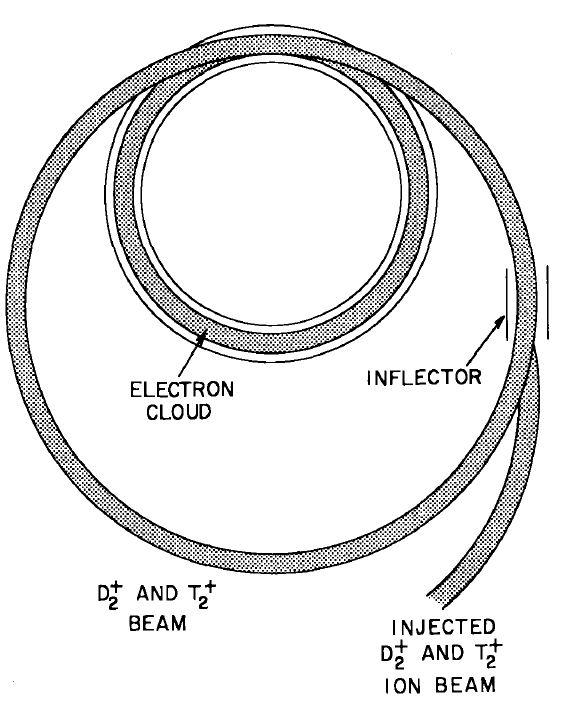 ELECTRON
CLOUD
INFLECTOR
D₂⁺ AND T₂⁺
BEAM
INJECTED
D₂⁺ AND T₂⁺
ION BEAM